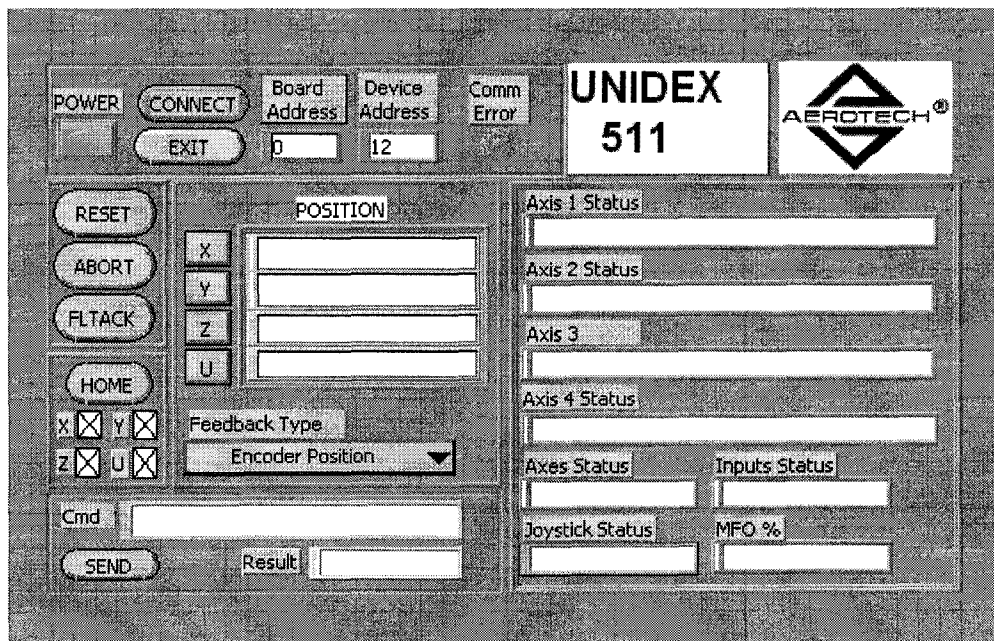 POWER
CONNECT
EXIT
Board
Address
0
Device
Address
12
Comm
Error
UNIDEX
511
AEROTECH®
RESET
ABORT
FLTACK
HOME
X Y
Z U
POSITION
X
Y
Z
U
Feedback Type
Encoder Position
Cmd
SEND
Result
Axis 1 Status
Axis 2 Status
Axis 3
Axis 4 Status
Axes Status
Inputs Status
Joystick Status
MFO %